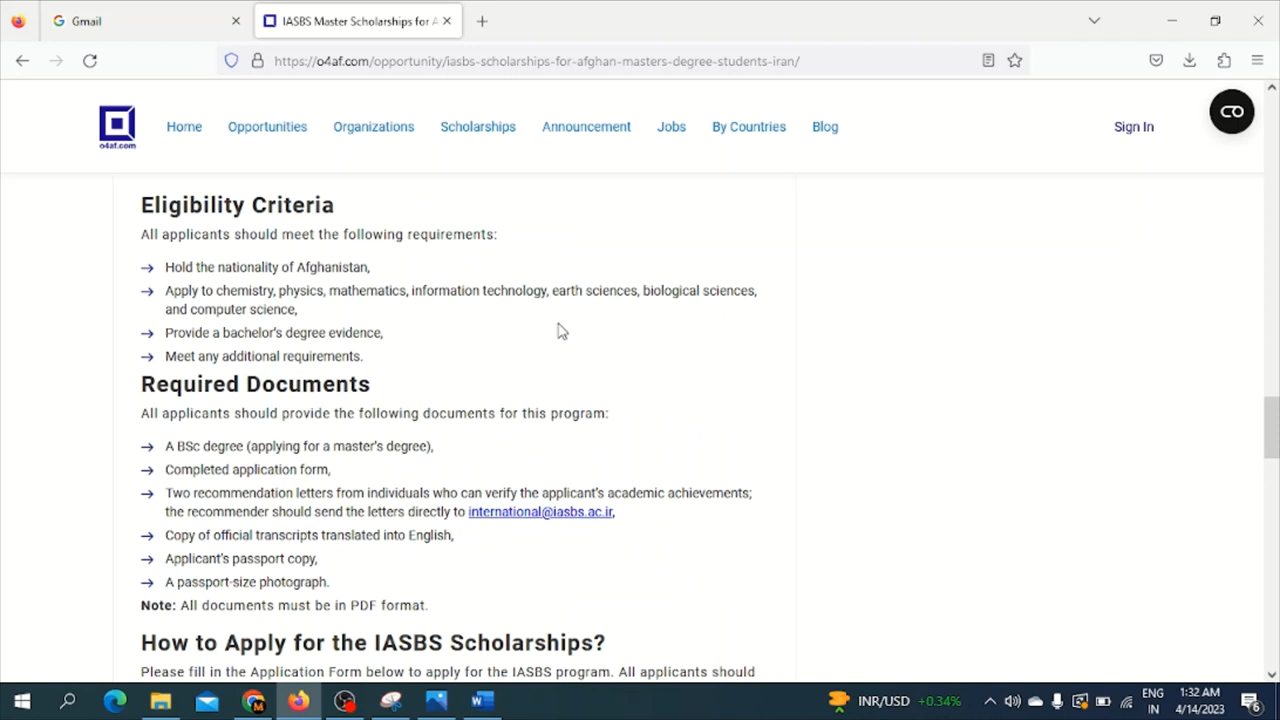 Gmail
IASBS Master Scholarships for A
https://o4af.com/opportunity/iasbs-scholarships-for-afghan-masters-degree-students-iran/
o4af.com
Home Opportunities Organizations Scholarships Announcement Jobs By Countries Blog Sign In
Eligibility Criteria
All applicants should meet the following requirements:
→ Hold the nationality of Afghanistan,
→ Apply to chemistry, physics, mathematics, information technology, earth sciences, biological sciences,
and computer science,
→ Provide a bachelor's degree evidence,
→ Meet any additional requirements.
Required Documents
All applicants should provide the following documents for this program:
→ A BSc degree (applying for a master's degree),
→ Completed application form,
→ Two recommendation letters from individuals who can verify the applicant's academic achievements;
the recommender should send the letters directly to international@iasbs.ac.ir,
→ Copy of official transcripts translated into English,
→ Applicant's passport copy,
→ A passport-size photograph.
Note: All documents must be in PDF format.
How to Apply for the IASBS Scholarships?
Please fill in the Application Form below to apply for the IASBS program. All applicants should
INR/USD +0.34%
ENG
IN
1:32 AM
4/14/2023
6